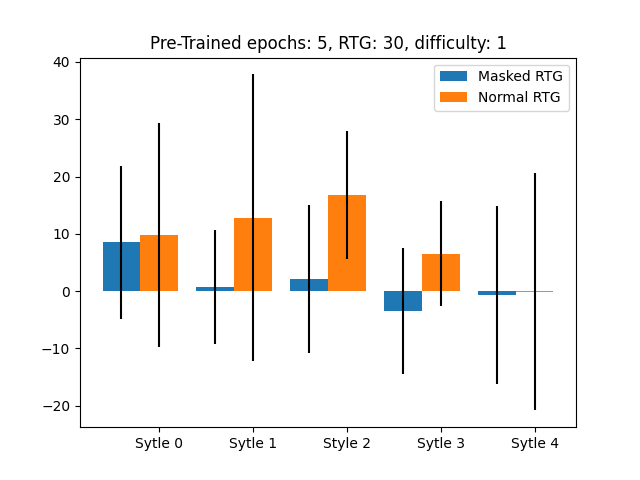 Pre-Trained epochs: 5, RTG: 30, difficulty: 1
Masked RTG
Normal RTG
40
30
20
10
0
−10
−20
Sytle 0
Sytle 1
Style 2
Sytle 3
Sytle 4